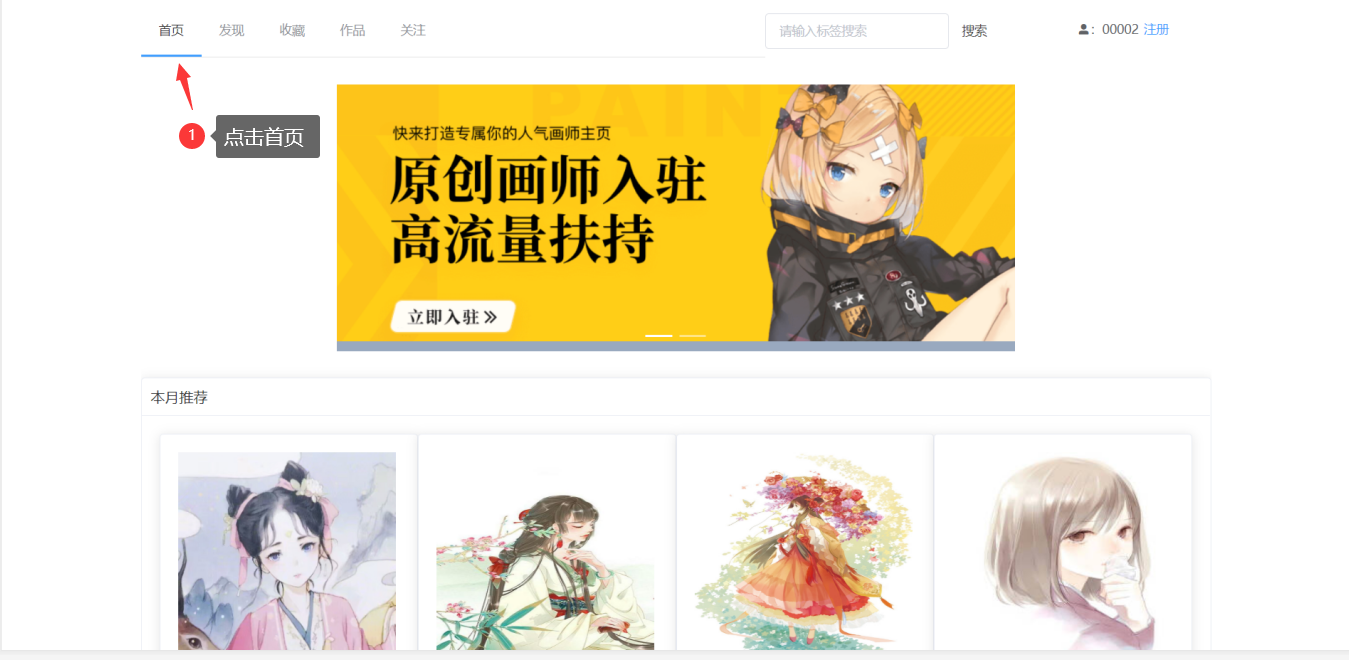 首页 发现 收藏 作品 关注 请输入标签搜索 搜索 : 00002 注册
1 点击首页
PAINT
快来打造专属你的人气画师主页
原创画师入驻
高流量扶持
立即入驻
本月推荐